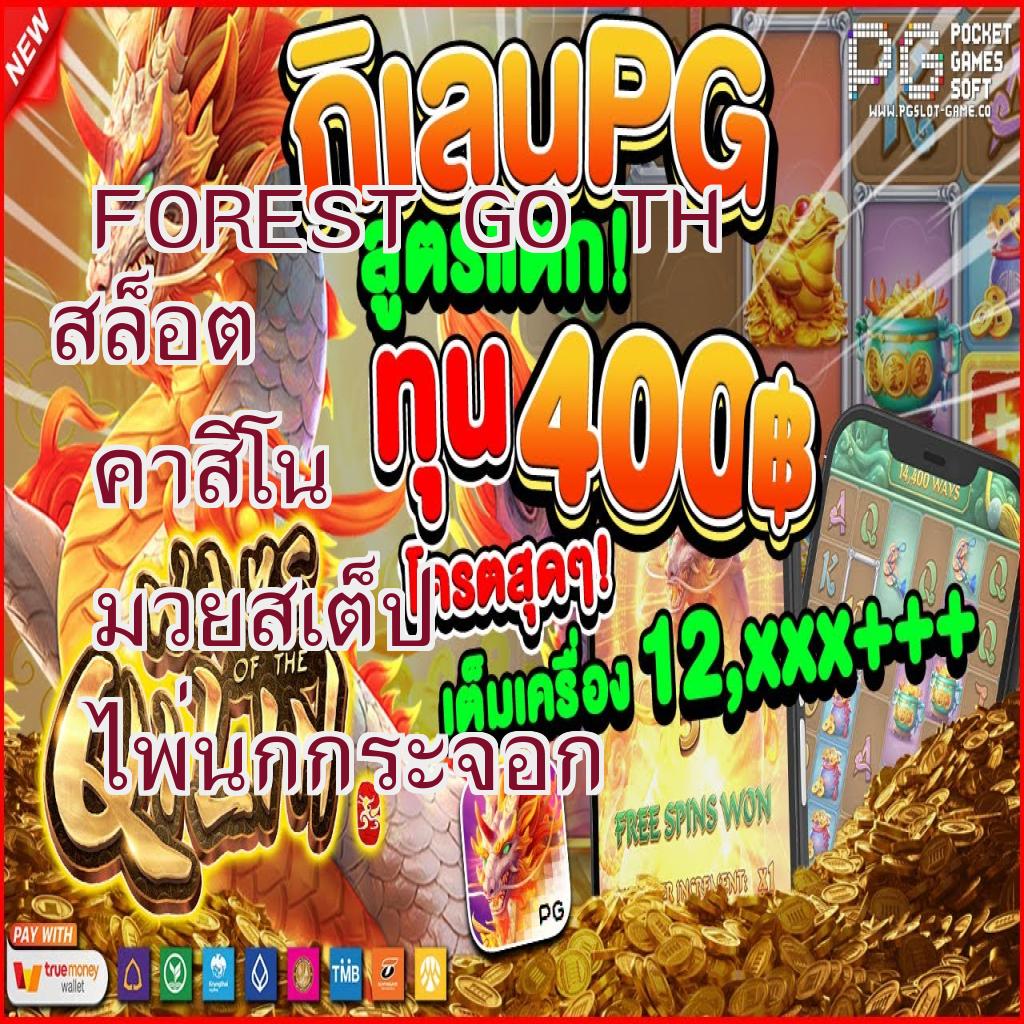 NEW
กิเลนPG
POCKET
GAMES
SOFT
WWW.PGSLOT-GAME.CO
FOREST GO TH
สูตรแตก!
สล็อต
ทุน 400฿
คาสิโน
14,400 WAYS
โคตรสุดๆ!
มวยสเต็ป
เต็มเครื่อง 12,xxx+++
OF THE
ไพ่นกกระจอก
FREE SPINS WON
X1
PG
PAY WITH
truemoney
wallet
TMB